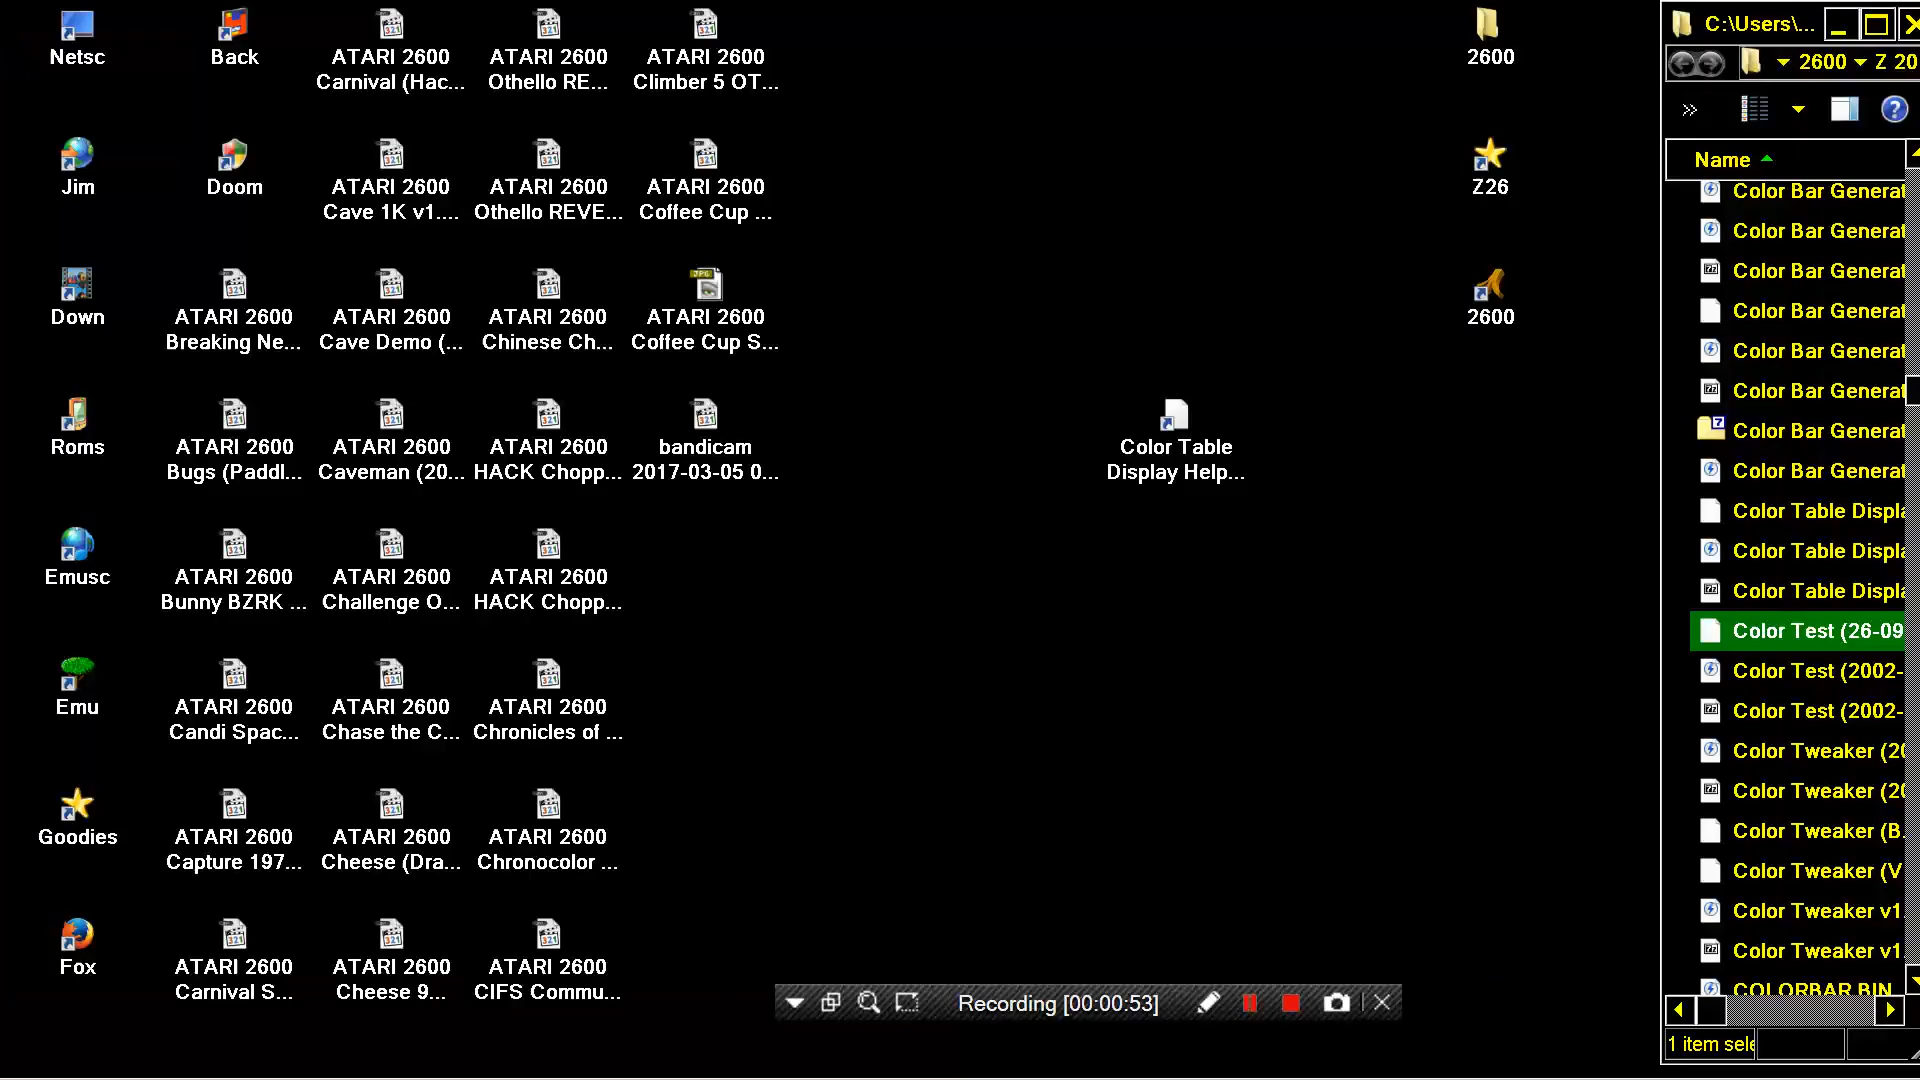 Netsc
Back
ATARI 2600
Carnival (Hac...
ATARI 2600
Othello RE...
ATARI 2600
Climber 5 OT...
2600
Jim
Doom
ATARI 2600
Cave 1K v1....
ATARI 2600
Othello REVE...
ATARI 2600
Coffee Cup ...
Z26
Down
ATARI 2600
Breaking Ne...
ATARI 2600
Cave Demo (...
ATARI 2600
Chinese Ch...
ATARI 2600
Coffee Cup S...
2600
Roms
ATARI 2600
Bugs (Paddl...
ATARI 2600
Caveman (20...
ATARI 2600
HACK Chopp...
bandicam
2017-03-05 0...
Color Table
Display Help...
Emusc
ATARI 2600
Bunny BZRK ...
ATARI 2600
Challenge O...
ATARI 2600
HACK Chopp...
Emu
ATARI 2600
Candi Spac...
ATARI 2600
Chase the C...
ATARI 2600
Chronicles of ...
Goodies
ATARI 2600
Capture 197...
ATARI 2600
Cheese (Dra...
ATARI 2600
Chronocolor ...
Fox
ATARI 2600
Carnival S...
ATARI 2600
Cheese 9...
ATARI 2600
CIFS Commu...
Recording [00:00:53]
C:\Users\...
2600 Z 20
Name
Color Bar Generat
Color Bar Generat
Color Bar Generat
Color Bar Generat
Color Bar Generat
Color Bar Generat
Color Bar Generat
Color Bar Generat
Color Table Displa
Color Table Displa
Color Table Displa
Color Test (26-09
Color Test (2002-
Color Test (2002-
Color Tweaker (20
Color Tweaker (20
Color Tweaker (B.
Color Tweaker (V
Color Tweaker v1
Color Tweaker v1
COLORBAR.BIN
1 item sele